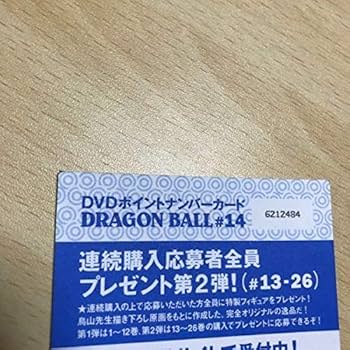 DVDポイントナンバーカード
DRAGON BALL #14
6212484
連続購入応募者全員
プレゼント第2弾!(#13-26)
★連続購入の上で応募いただいた方全員に特製フィギュアをプレゼント!
鳥山先生描き下ろし原画をもとに作成した、完全オリジナルの逸品だ!
第1弾は1〜12巻、第2弾は13〜26巻の購入でプレゼントに応募できるぞ!
受付中!